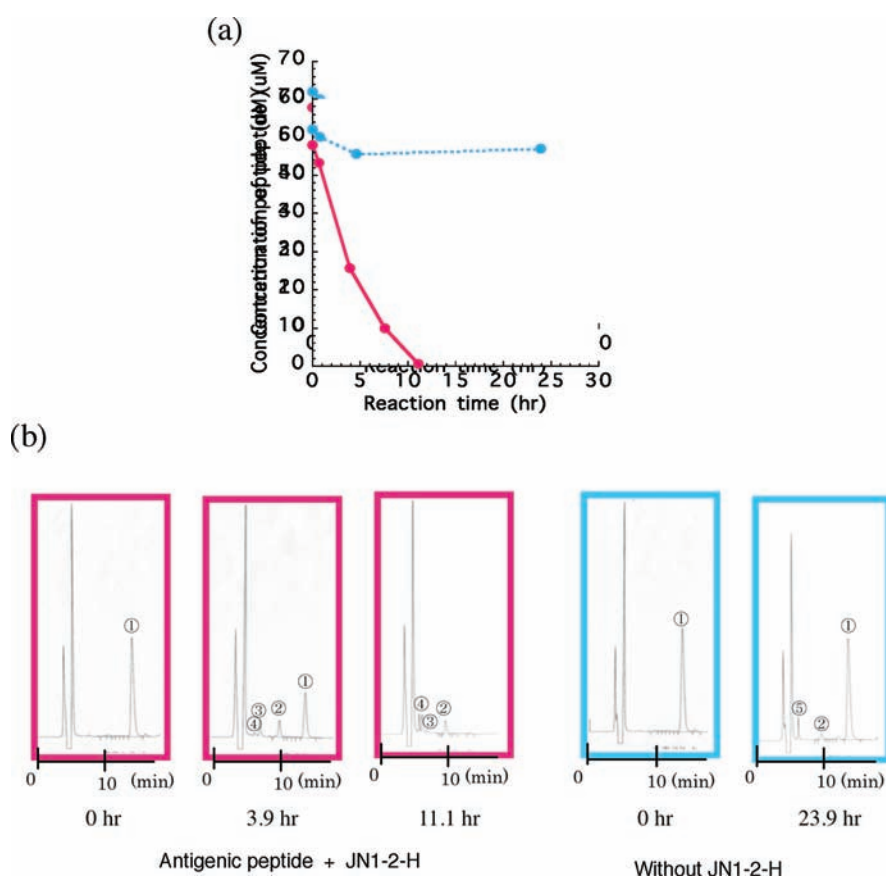 (a)
70
60
50
40
30
20
10
0
0 5 10 15 20 25 30
Reaction time (hr)
(b)
① ③ ④ ② ① ④ ③ ② ① ⑤ ② ①
0 10 (min) 0 10 (min) 0 10 (min) 0 10 (min) 0 10 (min)
0 hr 3.9 hr 11.1 hr 0 hr 23.9 hr
Antigenic peptide + JN1-2-H Without JN1-2-H